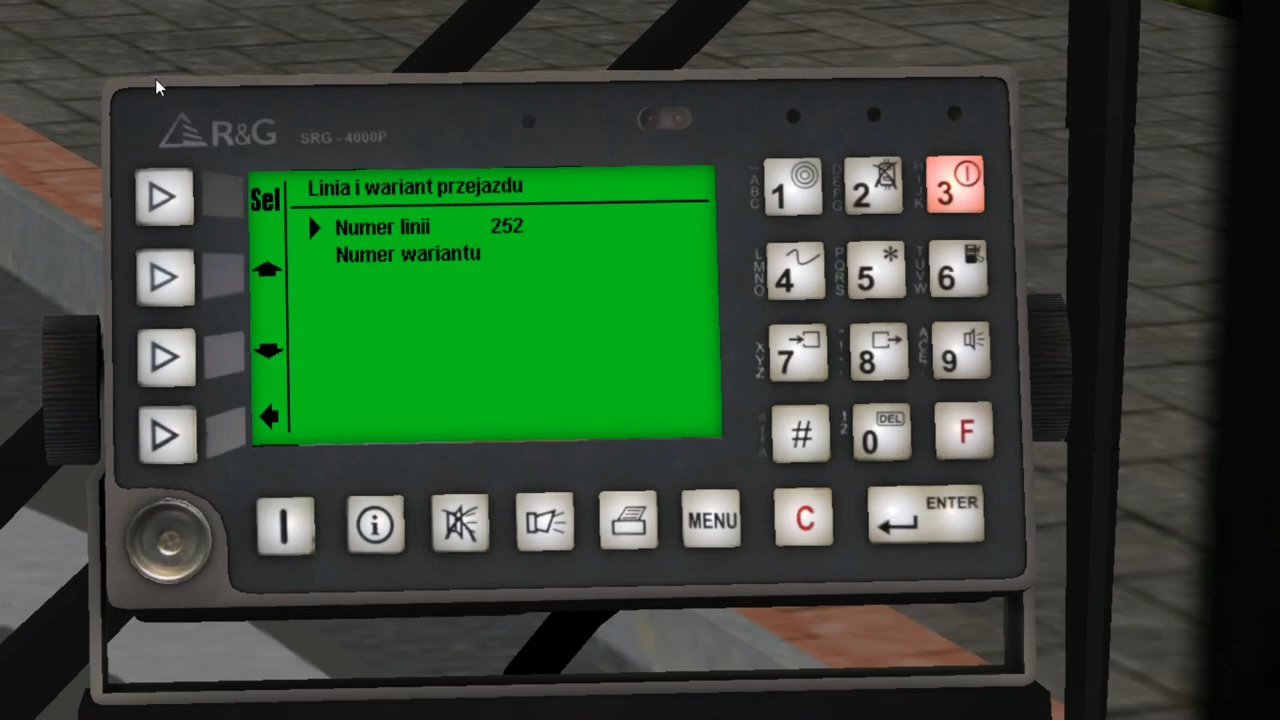 R&G SRG - 4000P
Sel
Linia i wariant przejazdu
Numer linii 252
Numer wariantu
ABC 1
DEFG 2
HIJK 3
LMNO 4
PQRS 5
TUVW 6
XYZ 7
8
9
#
0 DEL
F
i
MENU
C
ENTER